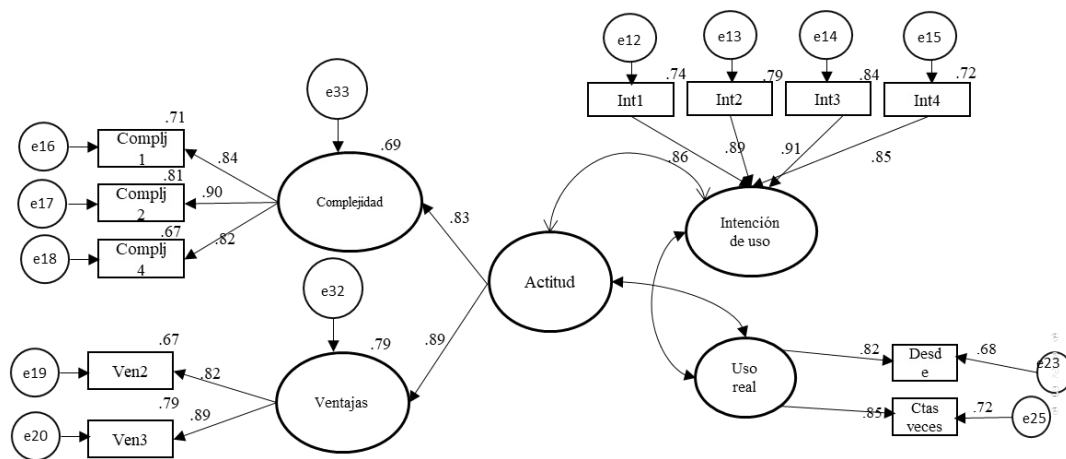 e12
e13
e14
e15
.74
.79
.84
.72
Int1
Int2
Int3
Int4
.86
.89
.91
.85
e33
.69
Complejidad
e16
.71
Complj
1
.84
e17
.81
Complj
2
.90
e18
.67
Complj
4
.82
.83
Actitud
Intención
de uso
e32
.79
Ventajas
.89
e19
.67
Ven2
.82
e20
.79
Ven3
.89
Uso
real
.82
Desd
e
.68
e23
.85
Ctas
veces
.72
e25